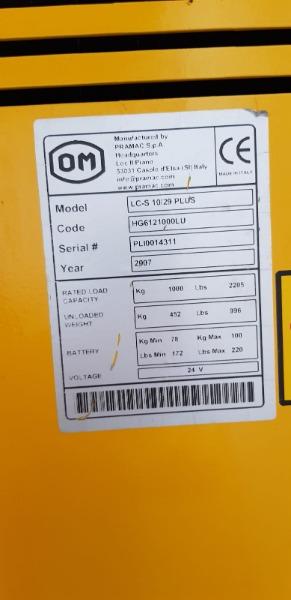 OM
Manufactured by
PRAMAC S.p.A
Headquarters
Loc Il Piano
53031 Casole d'Elsa (SI) Italy
info@pramac.com
www.pramac.com
CE
MADE IN ITALY
Model LC-S 10/29 PLUS
Code HG6121000LU
Serial # PLI0014311
Year 2007
RATED LOAD CAPACITY Kg 1000 Lbs 2205
UNLOADED WEIGHT Kg 452 Lbs 996
BATTERY Kg Min 78 Kg Max 100
Lbs Min 172 Lbs Max 220
VOLTAGE 24 V